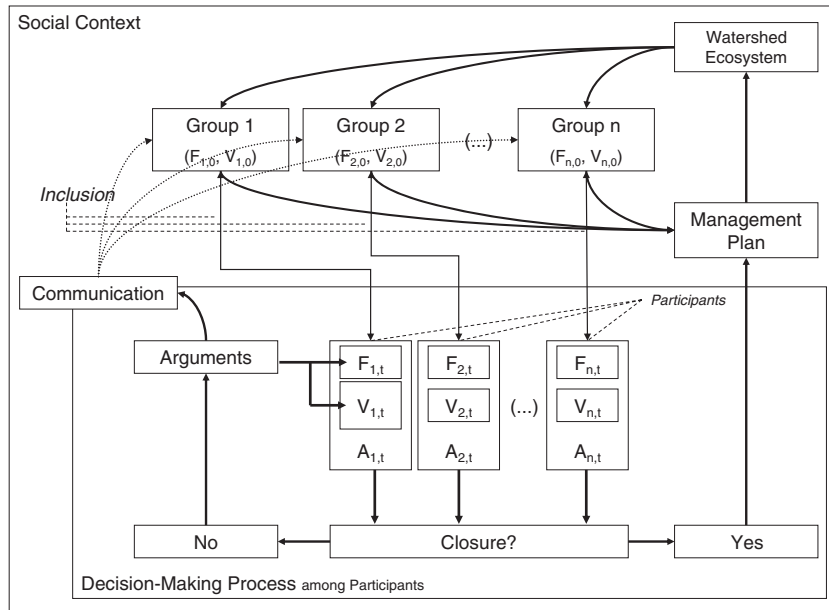 Social Context
Watershed
Ecosystem
Group 1
(F1,0, V1,0)
Group 2
(F2,0, V2,0)
(...)
Group n
(Fn,0, Vn,0)
Inclusion
Management
Plan
Communication
Participants
Arguments
F1,t
V1,t
A1,t
F2,t
V2,t
A2,t
(...)
Fn,t
Vn,t
An,t
No
Closure?
Yes
Decision-Making Process among Participants